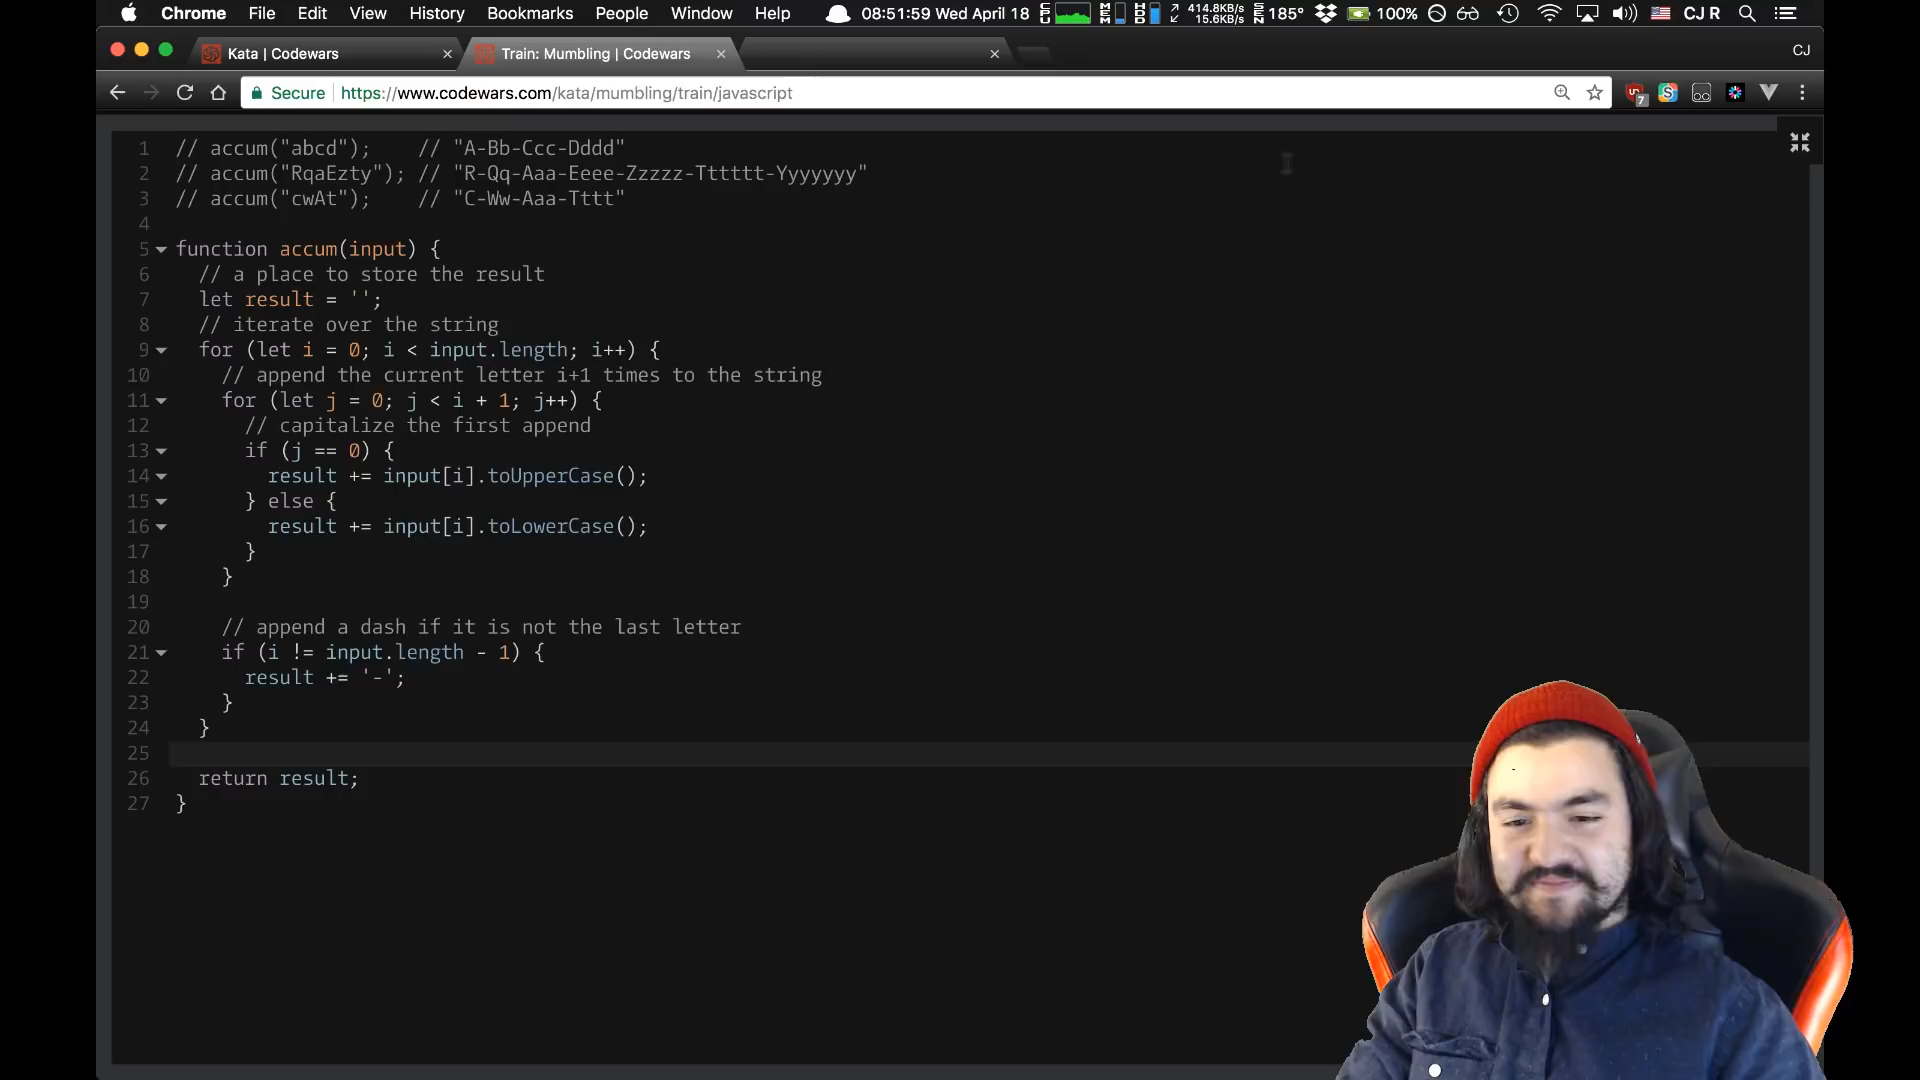 Chrome File Edit View History Bookmarks People Window Help 08:51:59 Wed April 18 CPU MEM HDD 414.8KB/s 15.6KB/s SEN 185° 100% CJ R
Kata | Codewars × Train: Mumbling | Codewars × × CJ
Secure https://www.codewars.com/kata/mumbling/train/javascript 7
1 // accum("abcd");    // "A-Bb-Ccc-Dddd"
2 // accum("RqaEzty"); // "R-Qq-Aaa-Eeee-Zzzzz-Tttttt-Yyyyyyy"
3 // accum("cwAt");    // "C-Ww-Aaa-Tttt"
4
5 function accum(input) {
6   // a place to store the result
7   let result = '';
8   // iterate over the string
9   for (let i = 0; i < input.length; i++) {
10     // append the current letter i+1 times to the string
11     for (let j = 0; j < i + 1; j++) {
12       // capitalize the first append
13       if (j == 0) {
14         result += input[i].toUpperCase();
15       } else {
16         result += input[i].toLowerCase();
17       }
18     }
19
20     // append a dash if it is not the last letter
21     if (i != input.length - 1) {
22       result += '-';
23     }
24   }
25
26   return result;
27 }